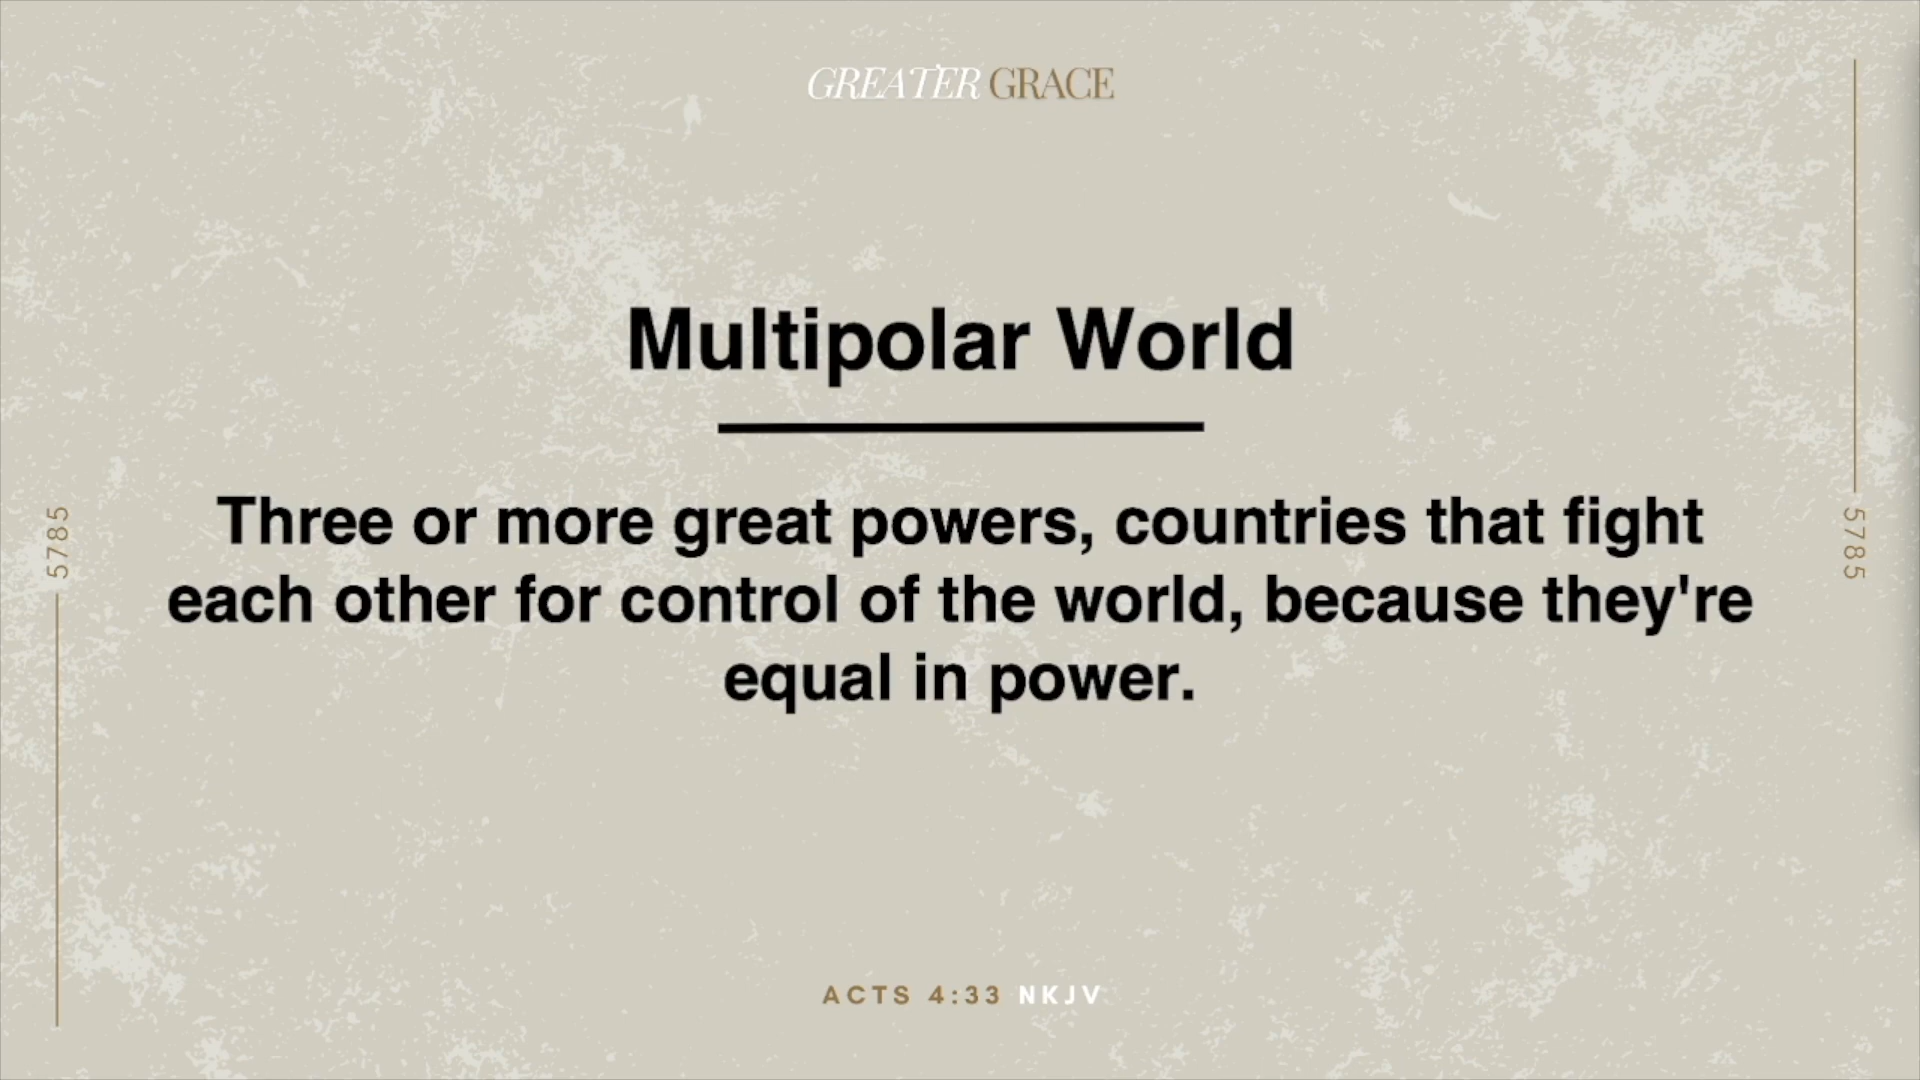 GREATER GRACE
Multipolar World
Three or more great powers, countries that fight
each other for control of the world, because they're
equal in power.
5785
5785
ACTS 4:33 NKJV